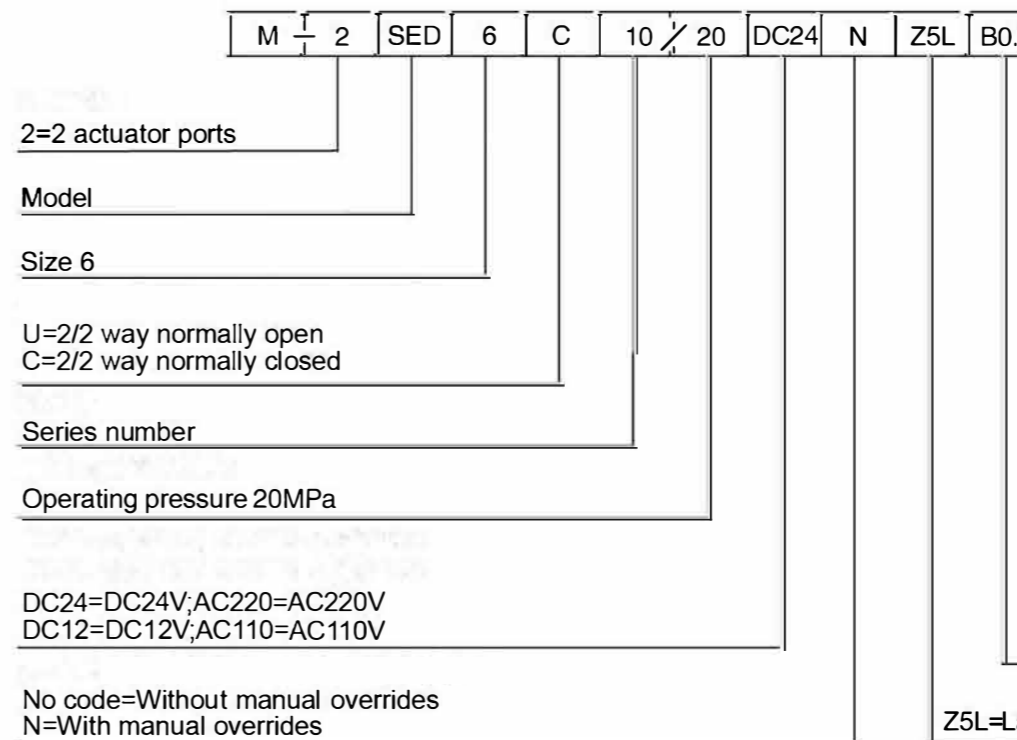 M - 2 SED 6 C 10 / 20 DC24 N Z5L B0.
2=2 actuator ports
Model
Size 6
U=2/2 way normally open
C=2/2 way normally closed
Series number
Operating pressure 20MPa
DC24=DC24V;AC220=AC220V
DC12=DC12V;AC110=AC110V
No code=Without manual overrides
N=With manual overrides
Z5L=L